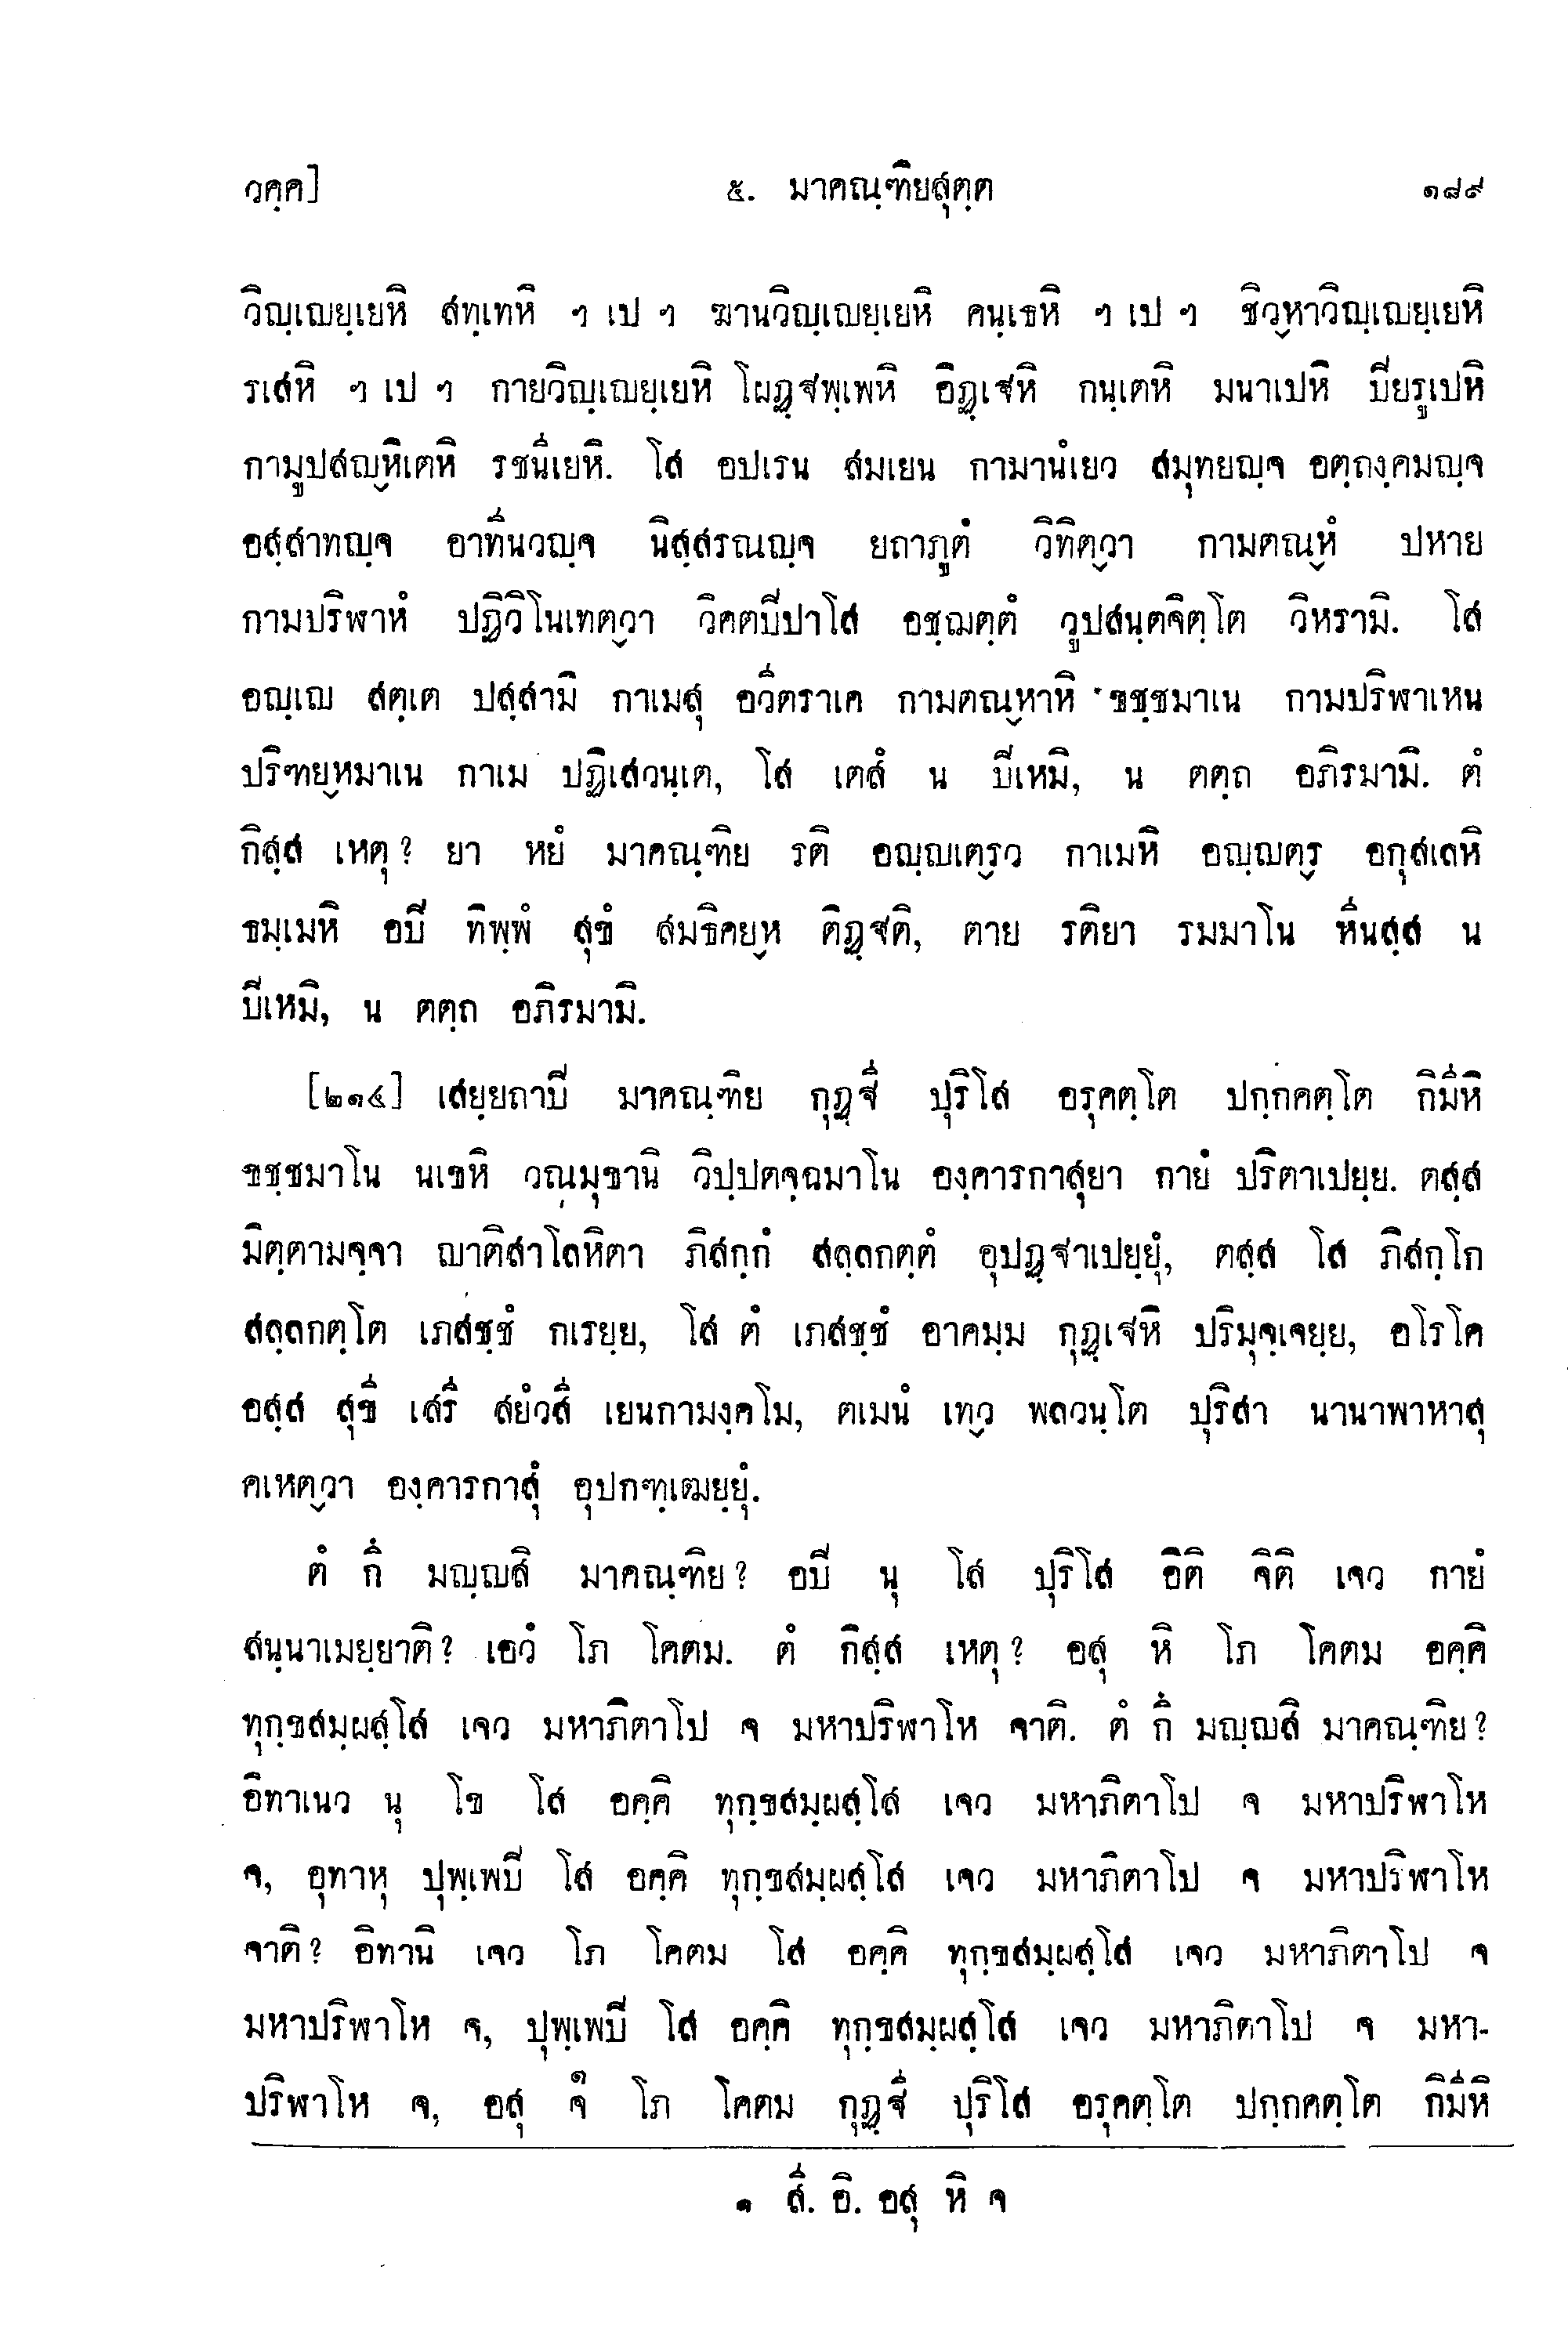 วคฺค] ๕. มาคณฺฑิยสุตฺต ๑๘๙
วิญฺเญยฺเยหิ สทฺเทหิ ฯ เป ฯ ฆานวิญฺเญยฺเยหิ คนฺเธหิ ฯ เป ฯ ชิวฺหาวิญฺเญยฺเยหิ
รเสหิ ฯ เป ฯ กายวิญฺเญยฺเยหิ โผฏฺฐพฺเพหิ อิฏฺเฐหิ กนฺเตหิ มนาเปหิ ปิยรูเปหิ
กามูปสญฺหิเตหิ รชนีเยหิ. โส อปเรน สมเยน กามานํเยว สมุทยญฺจ อตฺถงฺคมญฺจ
อสฺสาทญฺจ อาทีนวญฺจ นิสฺสรณญฺจ ยถาภูตํ วิทิตฺวา กามตณฺหํ ปหาย
กามปริฬาหํ ปฏิวิโนเทตฺวา วิคตปิปาโส อชฺฌตฺตํ วูปสนฺตจิตฺโต วิหรามิ. โส
อญฺเญ สตฺเต ปสฺสามิ กาเมสุ อวีตราเค กามตณฺหาหิ ขชฺชมาเน กามปริฬาเหน
ปริฑยฺหมาเน กาเม ปฏิเสวนฺเต, โส เตสํ น ปิเหมิ, น ตตฺถ อภิรมามิ. ตํ
กิสฺส เหตุ? ยา หยํ มาคณฺฑิย รติ อญฺญเตฺรว กาเมหิ อญฺญตฺร อกุสเลหิ
ธมฺเมหิ อปิ ทิพฺพํ สุขํ สมธิคยฺห ติฏฺฐติ, ตาย รติยา รมมาโน หีนสฺส น
ปิเหมิ, น ตตฺถ อภิรมามิ.
[๒๑๔] เสยฺยถาปิ มาคณฺฑิย กุฏฺฐี ปุริโส อรุคตฺโต ปกฺกคตฺโต กิมีหิ
ขชฺชมาโน นเขหิ วณมุขานิ วิปฺปตจฺฉมาโน องฺคารกาสุยา กายํ ปริตาเปยฺย. ตสฺส
มิตฺตามจฺจา ญาติสาโลหิตา ภิสกฺกํ สลฺลกตฺตํ อุปฏฺฐาเปยฺยุํ, ตสฺส โส ภิสกฺโก
สลฺลกตฺโต เภสชฺชํ กเรยฺย, โส ตํ เภสชฺชํ อาคมฺม กุฏฺเฐหิ ปริมุจฺเจยฺย, อโรโค
อสฺส สุขี เสรี สยํวสี เยนกามงฺคโม, ตเมนํ เทฺว พลวนฺโต ปุริสา นานาพาหาสุ
คเหตฺวา องฺคารกาสุํ อุปกฑฺเฒยฺยุํ.
ตํ กึ มญฺญสิ มาคณฺฑิย? อปิ นุ โส ปุริโส อิติ จิติ เจว กายํ
สนฺนาเมยฺยาติ? เอวํ โภ โคตม. ตํ กิสฺส เหตุ? อสุ หิ โภ โคตม อคฺคิ
ทุกฺขสมฺผสฺโส เจว มหาภิตาโป จ มหาปริฬาโห จาติ. ตํ กึ มญฺญสิ มาคณฺฑิย?
อิทาเนว นุ โข โส อคฺคิ ทุกฺขสมฺผสฺโส เจว มหาภิตาโป จ มหาปริฬาโห
จ, อุทาหุ ปุพฺเพปิ โส อคฺคิ ทุกฺขสมฺผสฺโส เจว มหาภิตาโป จ มหาปริฬาโห
จาติ? อิทานิ เจว โภ โคตม โส อคฺคิ ทุกฺขสมฺผสฺโส เจว มหาภิตาโป จ
มหาปริฬาโห จ, ปุพฺเพปิ โส อคฺคิ ทุกฺขสมฺผสฺโส เจว มหาภิตาโป จ มหา-
ปริฬาโห จ, อสุ จ๑ โภ โคตม กุฏฺฐี ปุริโส อรุคตฺโต ปกฺกคตฺโต กิมีหิ
๑ สี. อิ. อสุ หิ จ